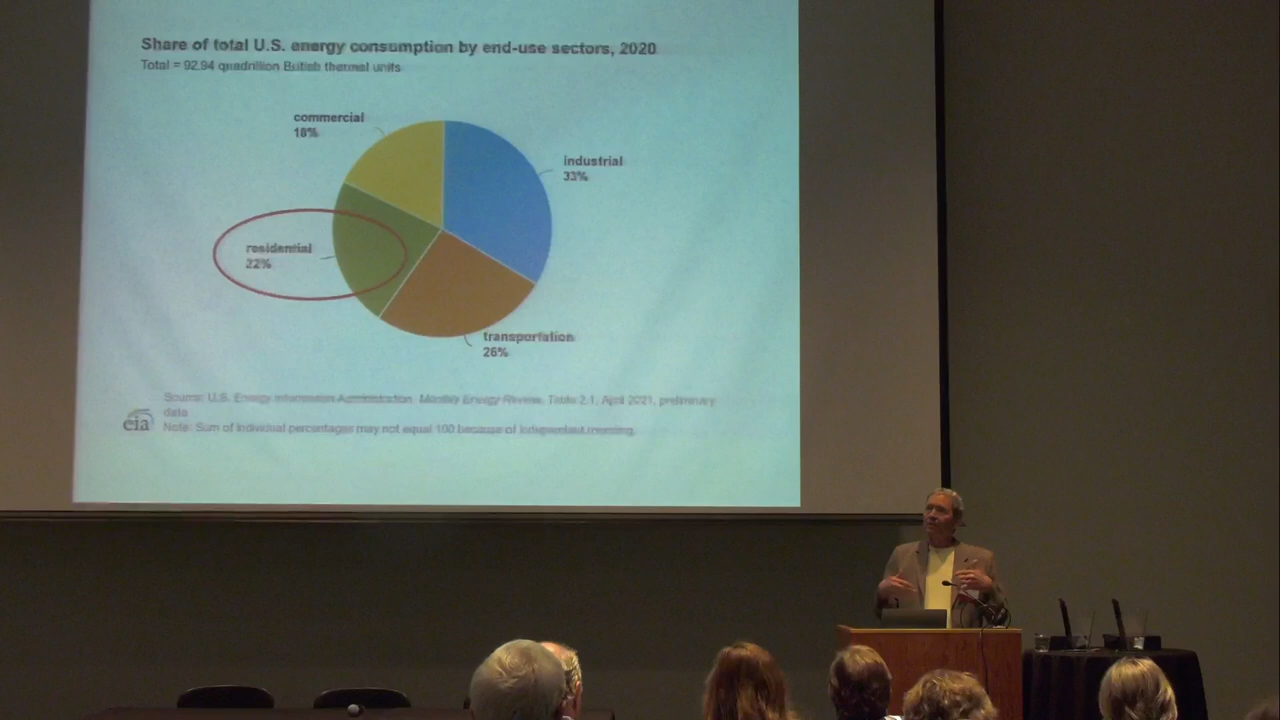 Share of total U.S. energy consumption by end-use sectors, 2020
Total = 92.94 quadrillion British thermal units
commercial
18%
industrial
33%
residential
22%
transportation
26%
Source: U.S. Energy Information Administration, Monthly Energy Review, Table 2.1, April 2021, preliminary
data
eia
Note: Sum of individual percentages may not equal 100 because of independent rounding.